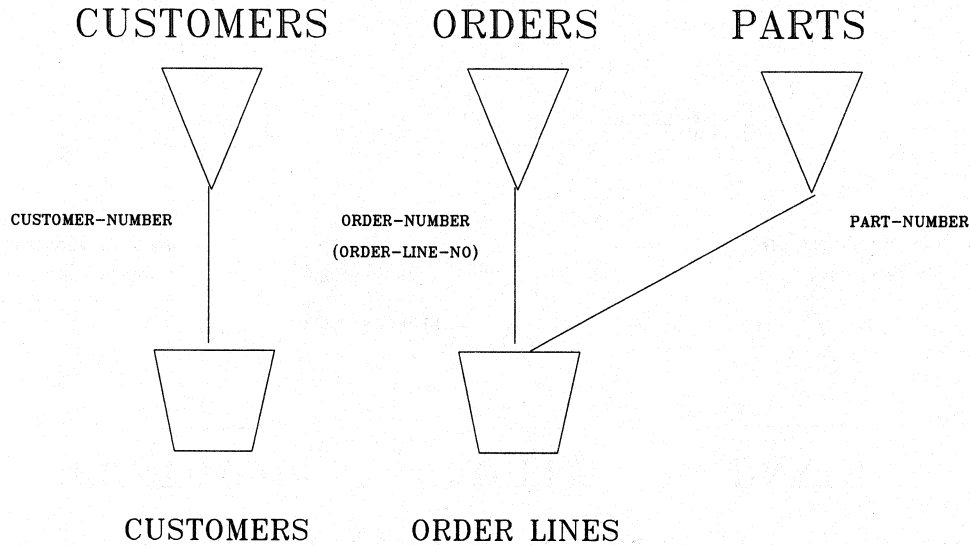 CUSTOMERS ORDERS PARTS
CUSTOMER-NUMBER ORDER-NUMBER PART-NUMBER
(ORDER-LINE-NO)
CUSTOMERS ORDER LINES